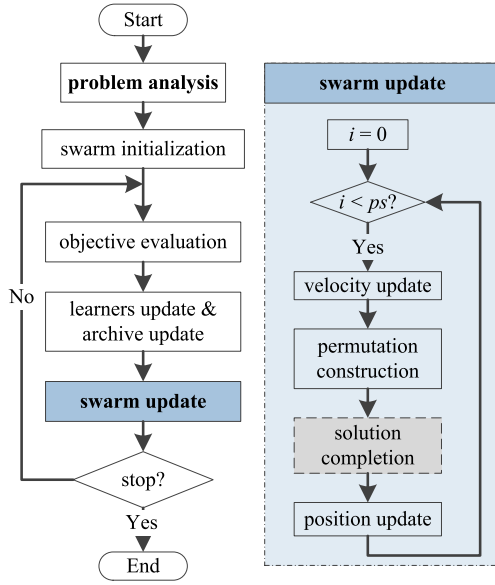 Start
problem analysis
swarm initialization
objective evaluation
No
learners update &
archive update
swarm update
stop?
Yes
End
swarm update
i = 0
i < ps?
Yes
velocity update
permutation
construction
solution
completion
position update